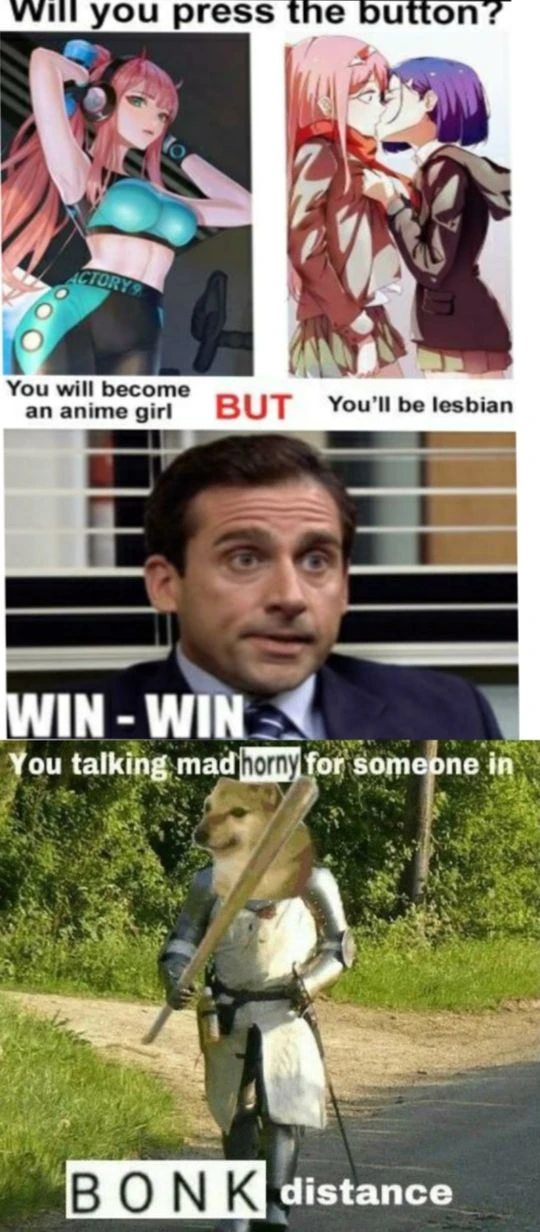 Will you press the button?
ACTORY9
You will become
an anime girl
BUT
You'll be lesbian
WIN - WIN
You talking mad horny for someone in
BONK distance